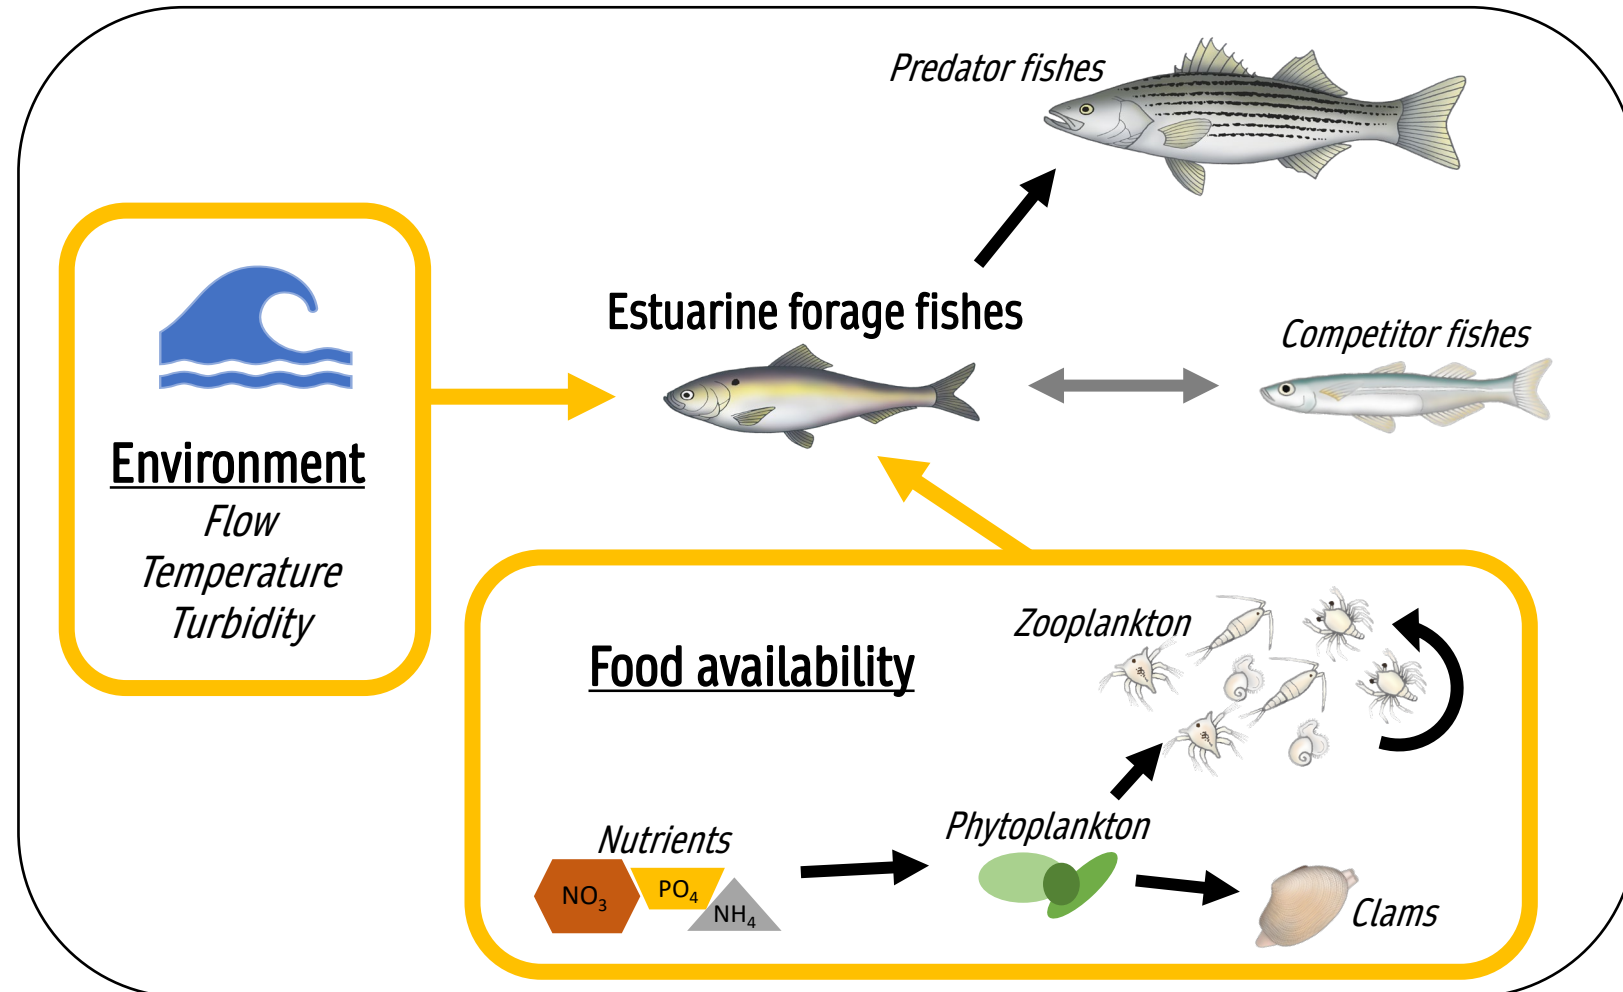 Predator fishes
Estuarine forage fishes
Competitor fishes
Environment
Flow
Temperature
Turbidity
Food availability
Zooplankton
Nutrients
NO3
PO4
NH4
Phytoplankton
Clams